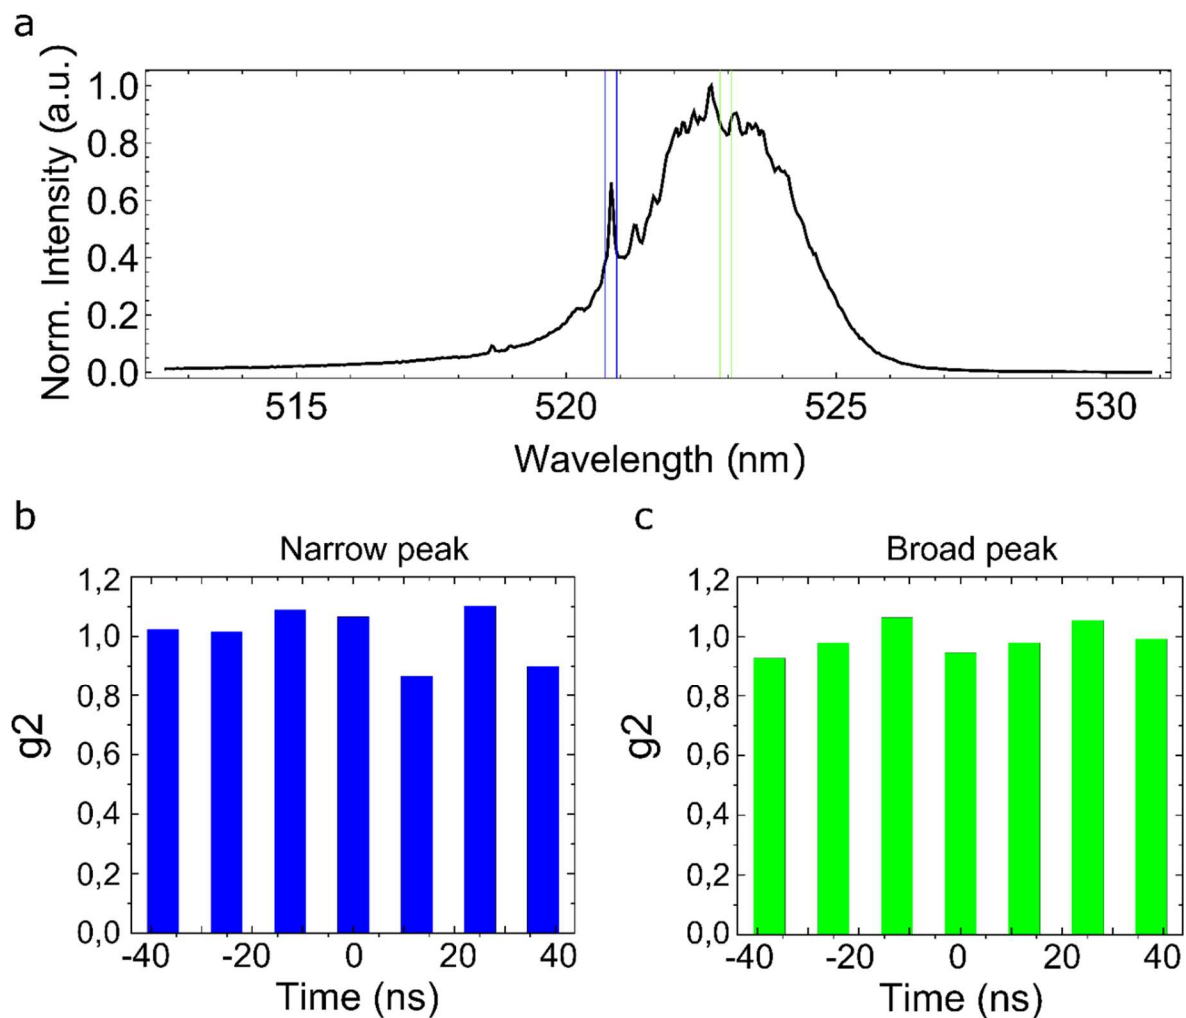 a
Norm. Intensity (a.u.)
1.0
0.8
0.6
0.4
0.2
0.0
515 520 525 530
Wavelength (nm)
b
Narrow peak
g2
1,2
1,0
0,8
0,6
0,4
0,2
0,0
-40 -20 0 20 40
Time (ns)
c
Broad peak
g2
1,2
1,0
0,8
0,6
0,4
0,2
0,0
-40 -20 0 20 40
Time (ns)